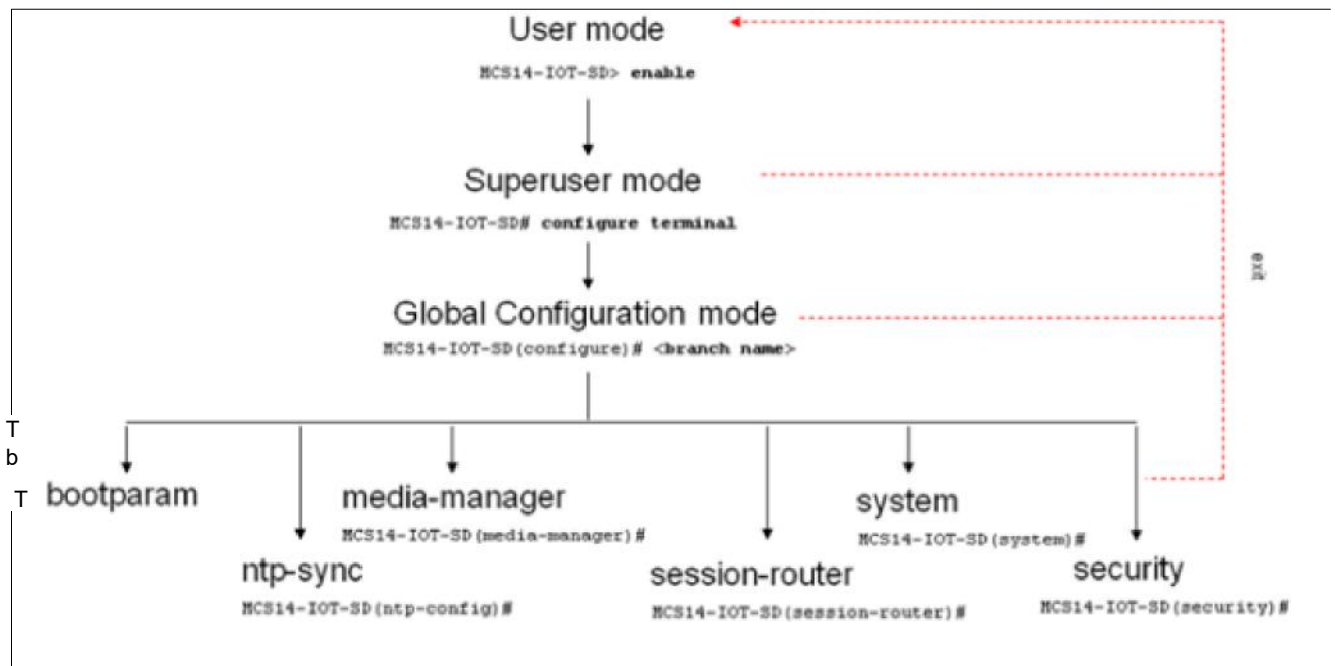 User mode
MCS14-IOT-SD> enable
Superuser mode
MCS14-IOT-SD# configure terminal
exit
Global Configuration mode
MCS14-IOT-SD(configure)# <branch name>
T
b
T
bootparam
media-manager
MCS14-IOT-SD(media-manager)#
system
MCS14-IOT-SD(system)#
ntp-sync
MCS14-IOT-SD(ntp-config)#
session-router
MCS14-IOT-SD(session-router)#
security
MCS14-IOT-SD(security)#